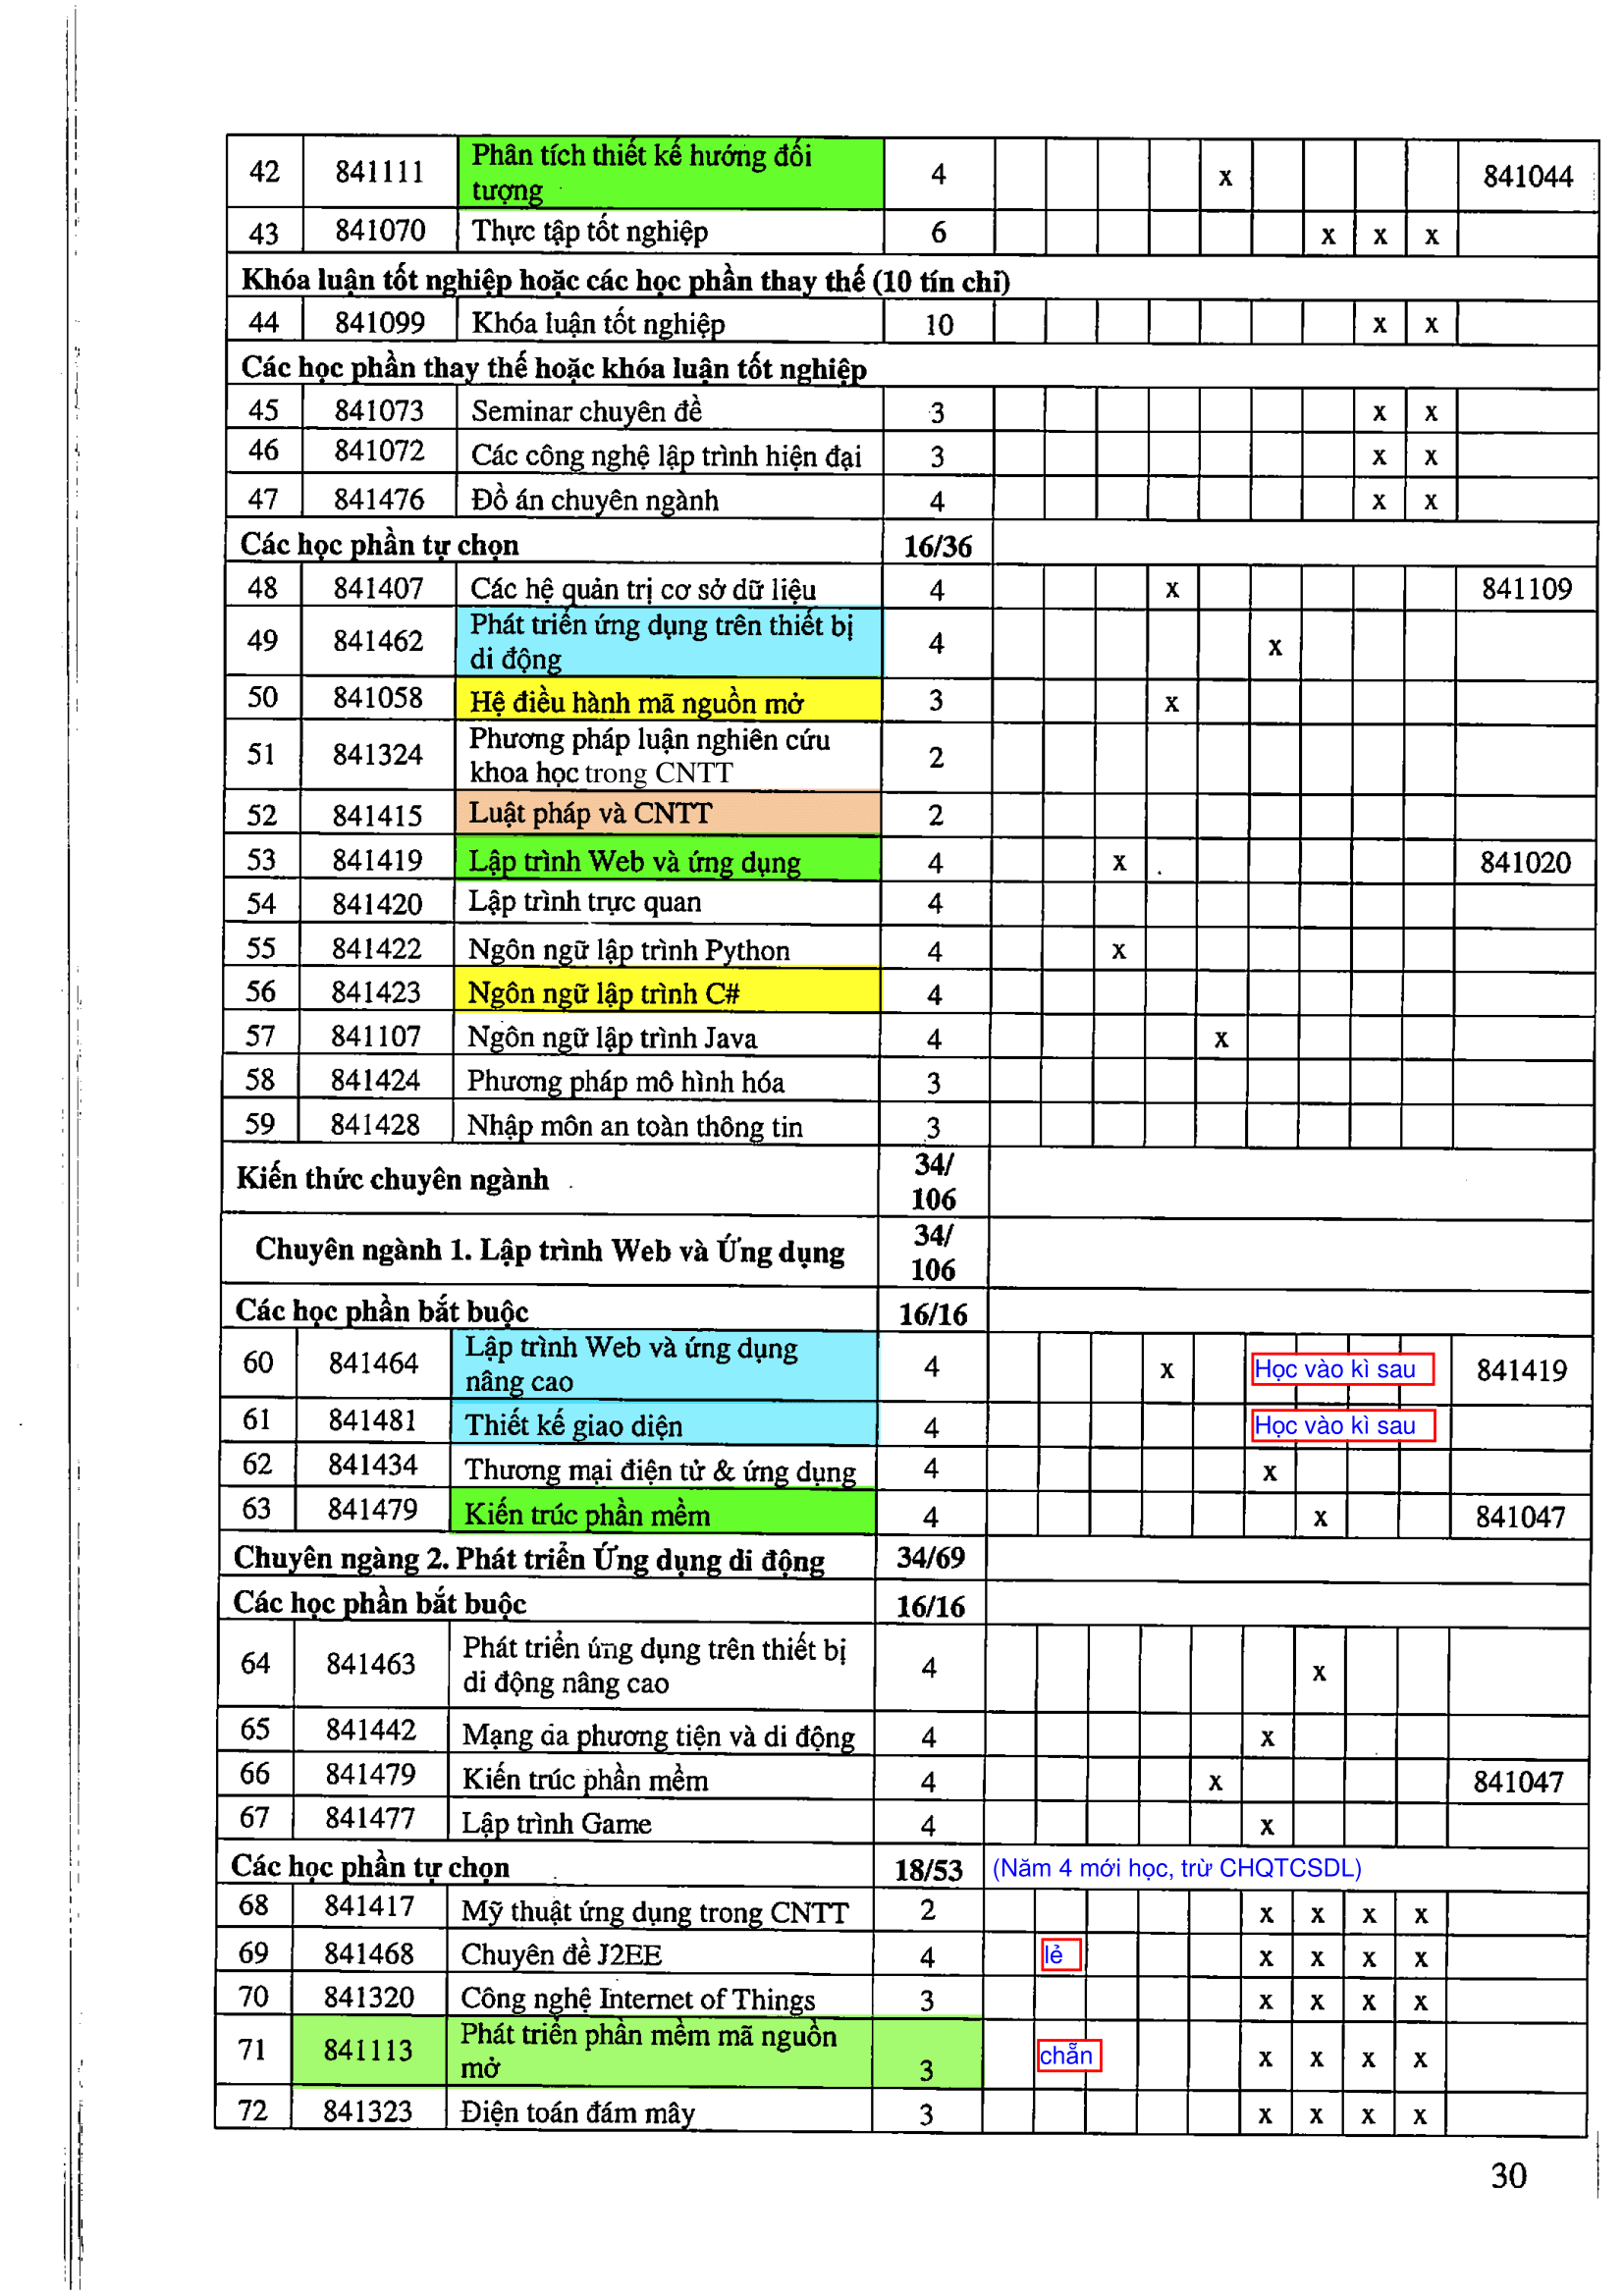 42 841111 Phân tích thiết kế hướng đối tượng 4 x 841044
43 841070 Thực tập tốt nghiệp 6 x x x
Khóa luận tốt nghiệp hoặc các học phần thay thế (10 tín chỉ)
44 841099 Khóa luận tốt nghiệp 10 x x
Các học phần thay thế hoặc khóa luận tốt nghiệp
45 841073 Seminar chuyên đề 3 x x
46 841072 Các công nghệ lập trình hiện đại 3 x x
47 841476 Đồ án chuyên ngành 4 x x
Các học phần tự chọn 16/36
48 841407 Các hệ quản trị cơ sở dữ liệu 4 x 841109
49 841462 Phát triển ứng dụng trên thiết bị di động 4 x
50 841058 Hệ điều hành mã nguồn mở 3 x
51 841324 Phương pháp luận nghiên cứu khoa học trong CNTT 2
52 841415 Luật pháp và CNTT 2
53 841419 Lập trình Web và ứng dụng 4 x 841020
54 841420 Lập trình trực quan 4
55 841422 Ngôn ngữ lập trình Python 4 x
56 841423 Ngôn ngữ lập trình C# 4
57 841107 Ngôn ngữ lập trình Java 4 x
58 841424 Phương pháp mô hình hóa 3
59 841428 Nhập môn an toàn thông tin 3
Kiến thức chuyên ngành 34/106
Chuyên ngành 1. Lập trình Web và Ứng dụng 34/106
Các học phần bắt buộc 16/16
60 841464 Lập trình Web và ứng dụng nâng cao 4 x Học vào kì sau 841419
61 841481 Thiết kế giao diện 4 Học vào kì sau
62 841434 Thương mại điện tử & ứng dụng 4 x
63 841479 Kiến trúc phần mềm 4 x 841047
Chuyên ngàng 2. Phát triển Ứng dụng di động 34/69
Các học phần bắt buộc 16/16
64 841463 Phát triển ứng dụng trên thiết bị di động nâng cao 4 x
65 841442 Mạng đa phương tiện và di động 4 x
66 841479 Kiến trúc phần mềm 4 x 841047
67 841477 Lập trình Game 4 x
Các học phần tự chọn 18/53 (Năm 4 mới học, trừ CHQTCSDL)
68 841417 Mỹ thuật ứng dụng trong CNTT 2 x x x x
69 841468 Chuyên đề J2EE 4 lẻ x x x x
70 841320 Công nghệ Internet of Things 3 x x x x
71 841113 Phát triển phần mềm mã nguồn mở 3 chẵn x x x x
72 841323 Điện toán đám mây 3 x x x x
30